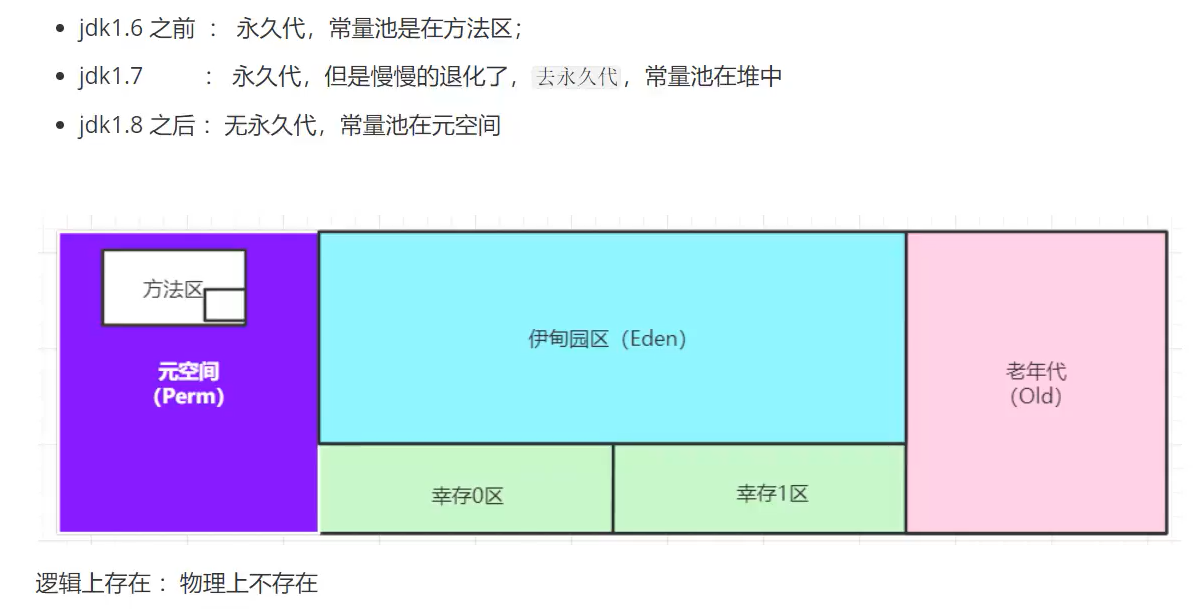 jdk1.6 之前 ： 永久代，常量池是在方法区；
jdk1.7 ： 永久代，但是慢慢的退化了，去永久代，常量池在堆中
jdk1.8 之后 ：无永久代，常量池在元空间
方法区
元空间
（Perm）
伊甸园区（Eden）
老年代
（Old）
幸存0区
幸存1区
逻辑上存在 ：物理上不存在